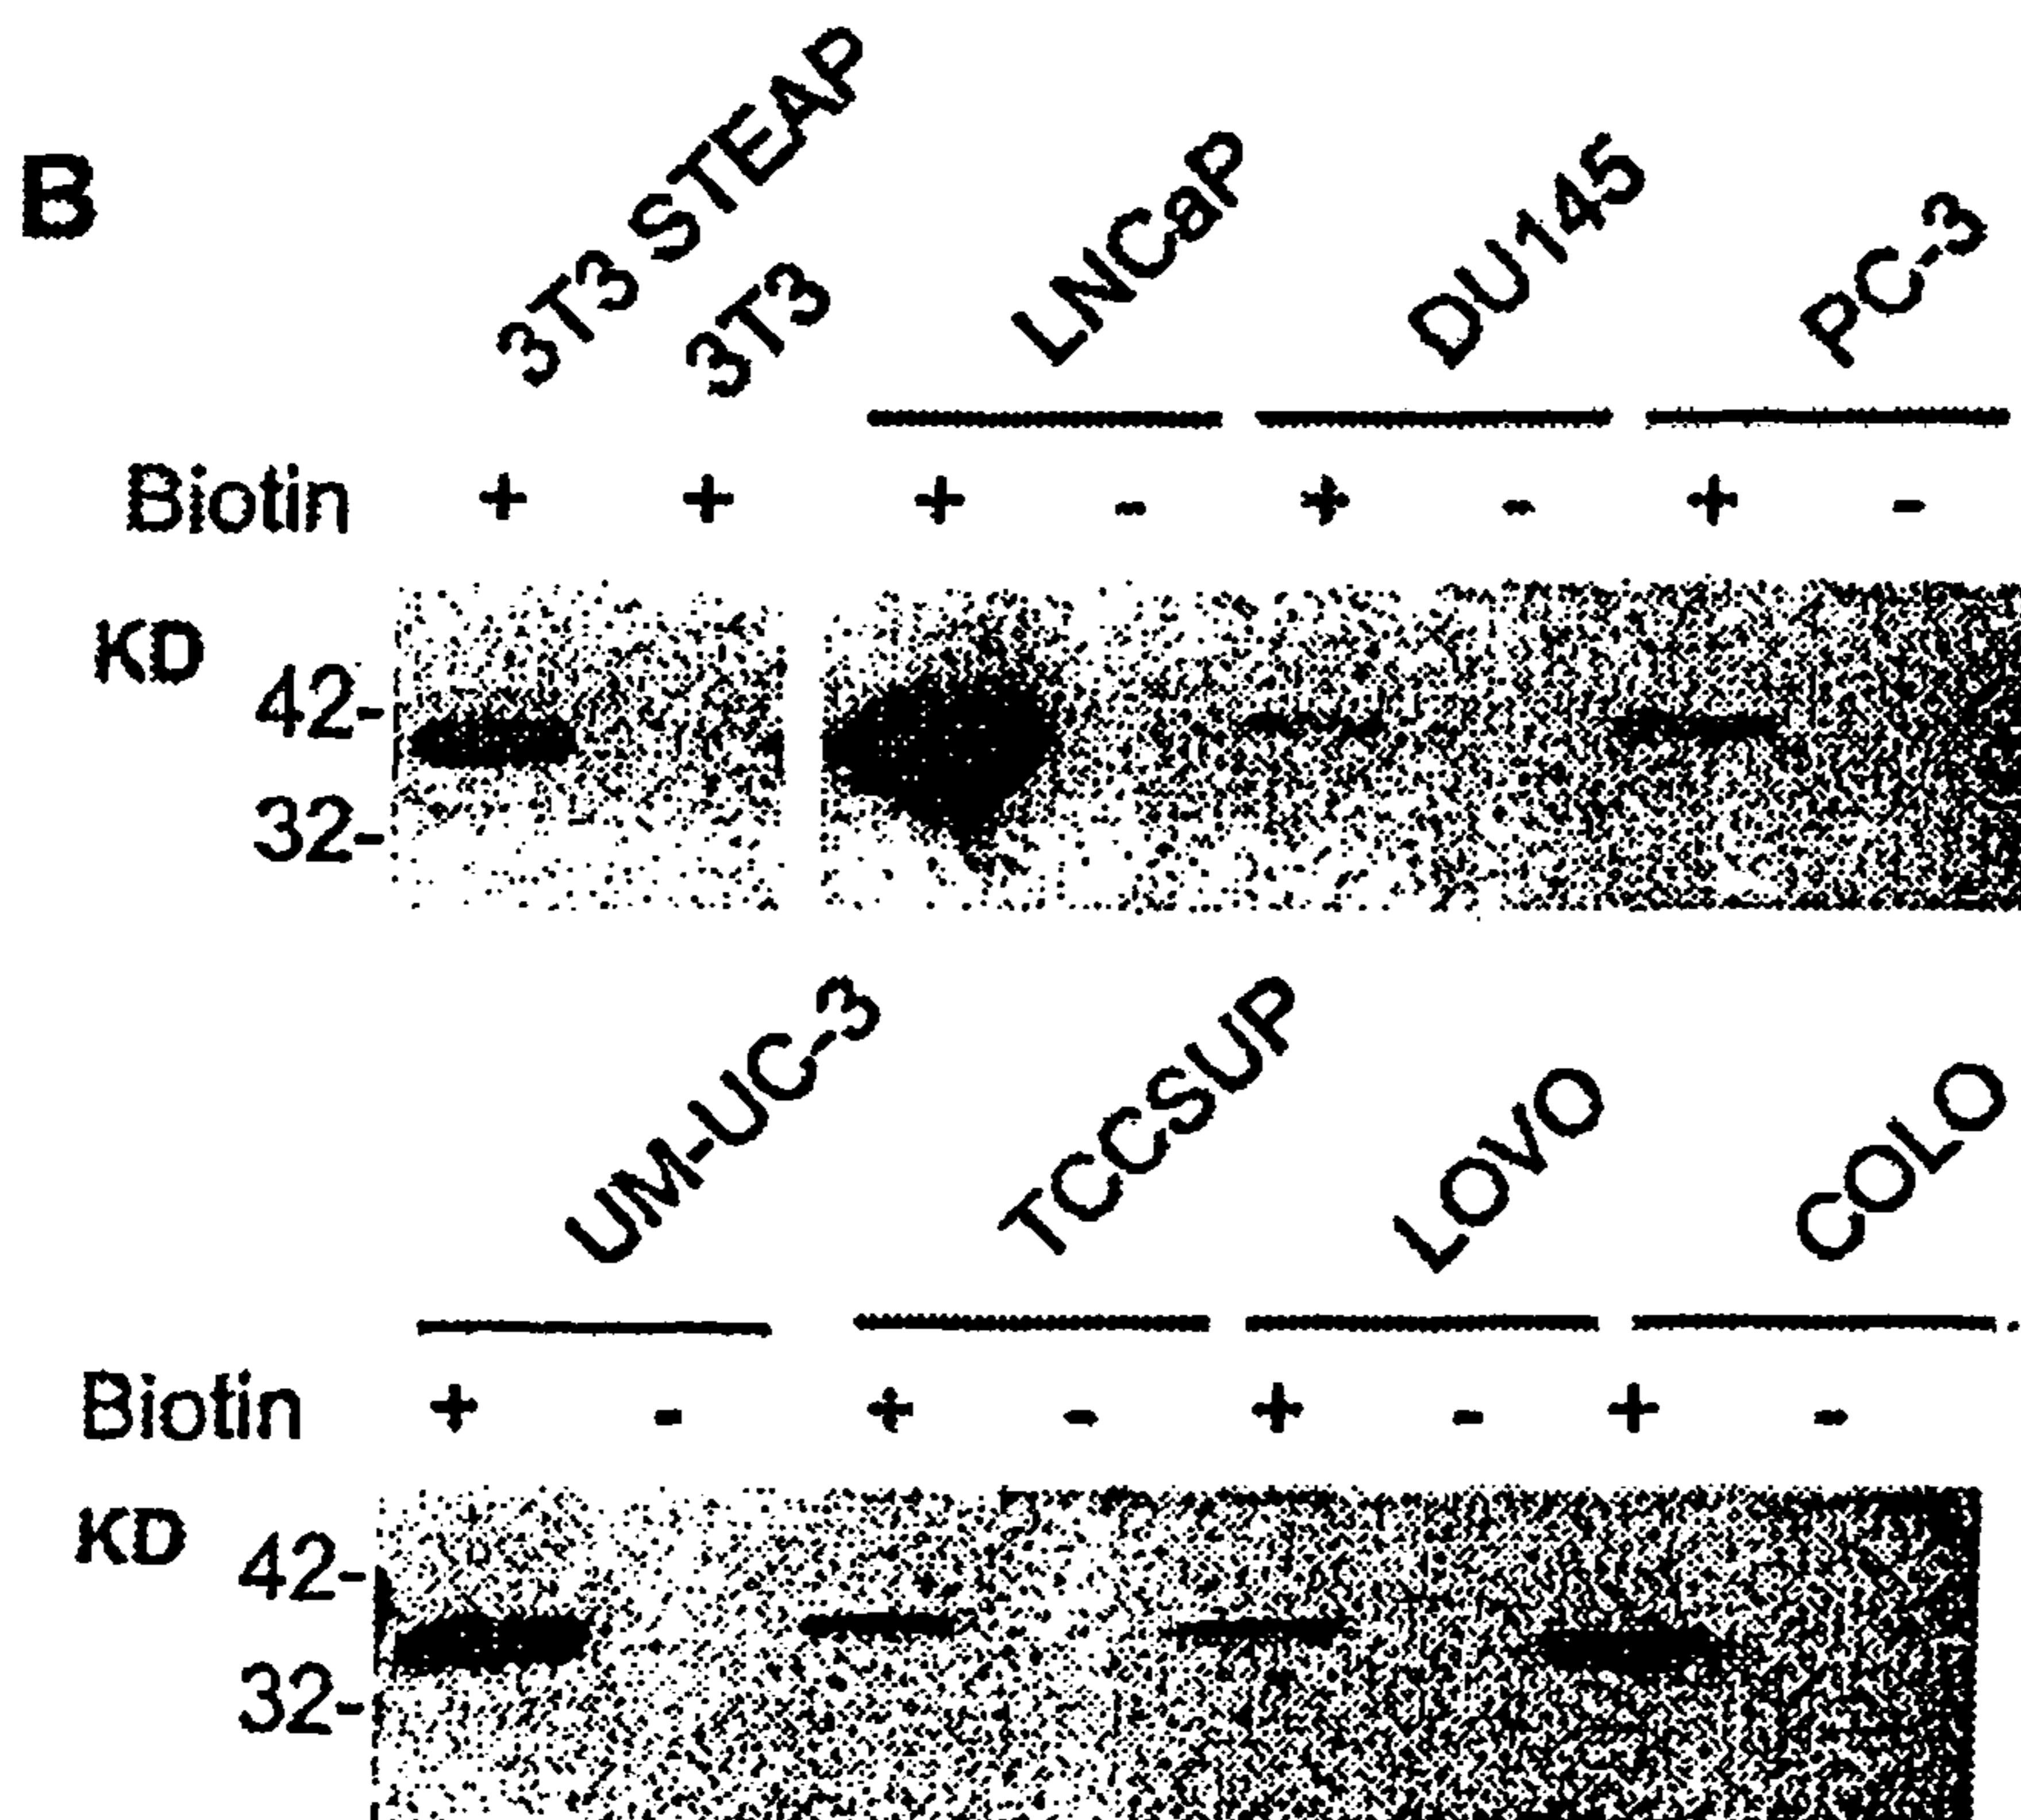 B
3T3 STEAP
3T3
LNCaP
DU145
PC-3
Biotin + + + - + - + -
KD
42-
32-
UM-UC-3
TCCSUP
LOVO
COLO
Biotin + - + - + - + -
KD
42-
32-